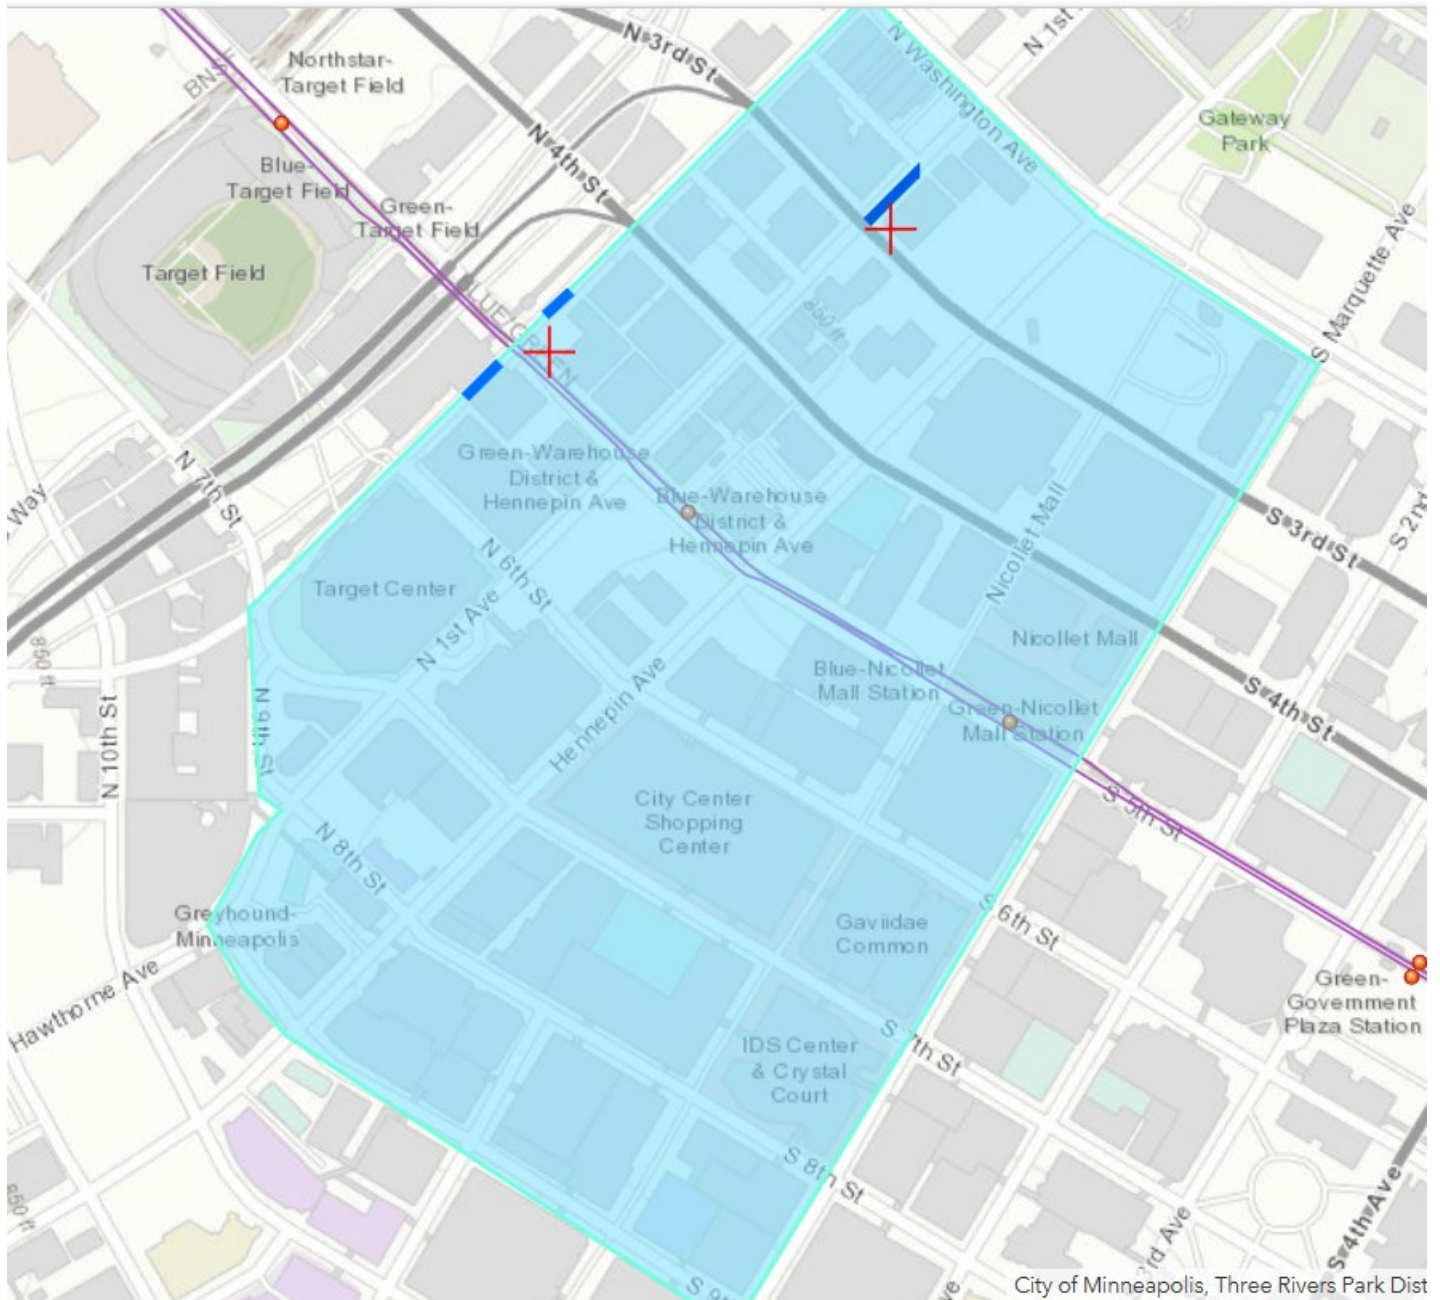 N 3rd St
N Washington Ave
N 1st
Northstar-
Target Field
BNSF
Gateway
Park
N 4th St
Blue-
Target Field
Green-
Target Field
Target Field
BLUE/GREEN
850 ft
S Marquette Ave
Green-Warehouse
District &
Hennepin Ave
Blue-Warehouse
District &
Hennepin Ave
N 7th St
Way
S 3rd St
S 2nd
Nicollet Mall
N 6th St
Target Center
N 1st Ave
Nicollet Mall
850 ft
Hennepin Ave
Blue-Nicollet
Mall Station
Green-Nicollet
Mall Station
S 4th St
N 10th St
N 9th St
City Center
Shopping
Center
S 5th St
N 8th St
Greyhound-
Minneapolis
Gaviidae
Common
S 6th St
Hawthorne Ave
Green-
Government
Plaza Station
IDS Center
& Crystal
Court
S 7th St
S 8th St
850 ft
3rd Ave
S 4th Ave
S 9th
City of Minneapolis, Three Rivers Park Dist